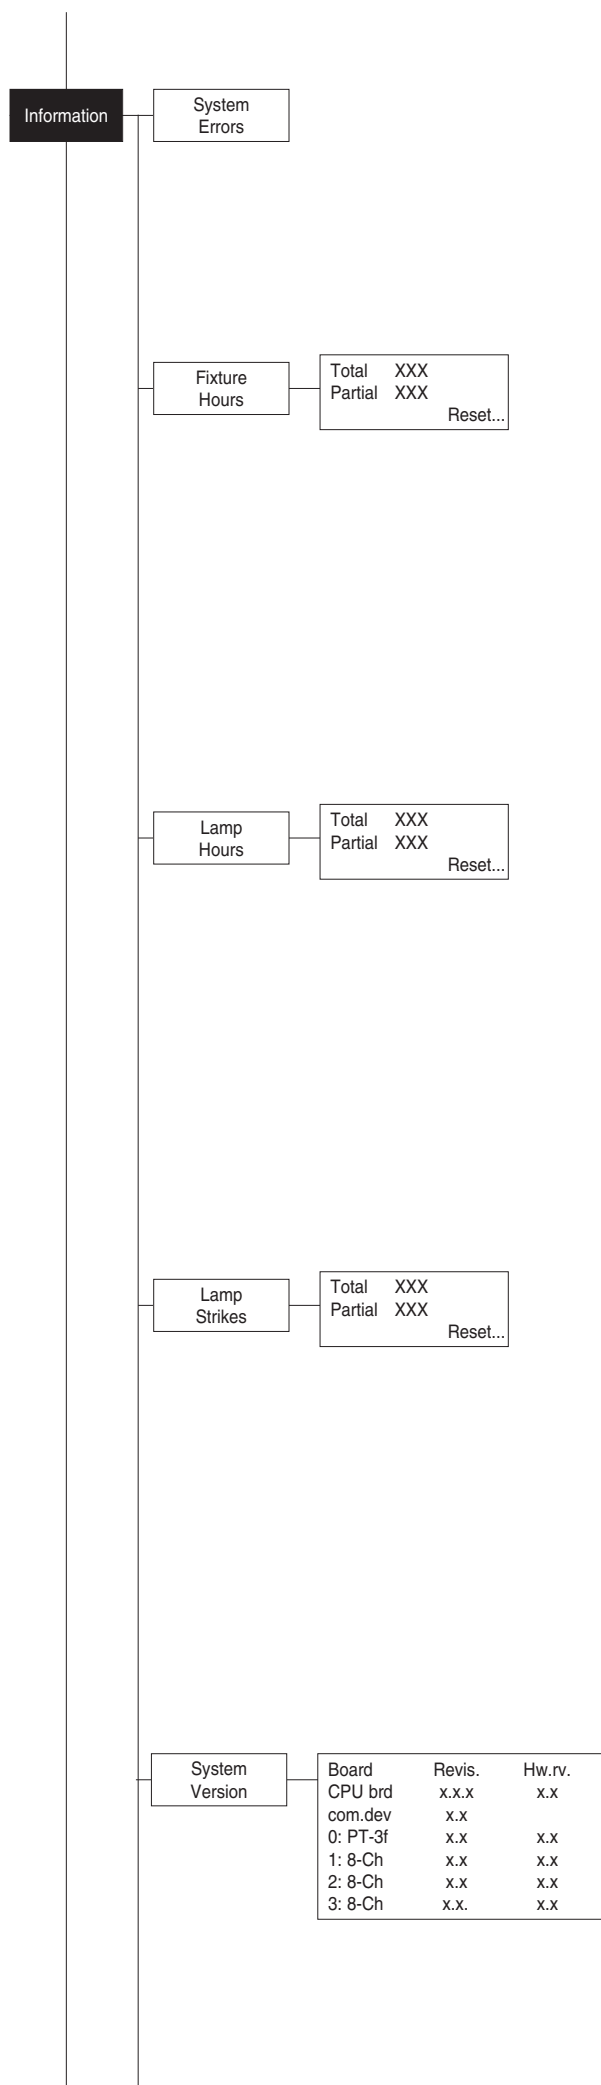 Information
System
Errors
Fixture
Hours
Total XXX
Partial XXX
Reset...
Lamp
Hours
Total XXX
Partial XXX
Reset...
Lamp
Strikes
Total XXX
Partial XXX
Reset...
System
Version
Board Revis. Hw.rv.
CPU brd x.x.x x.x
com.dev x.x
0: PT-3f x.x x.x
1: 8-Ch x.x x.x
2: 8-Ch x.x x.x
3: 8-Ch x.x. x.x